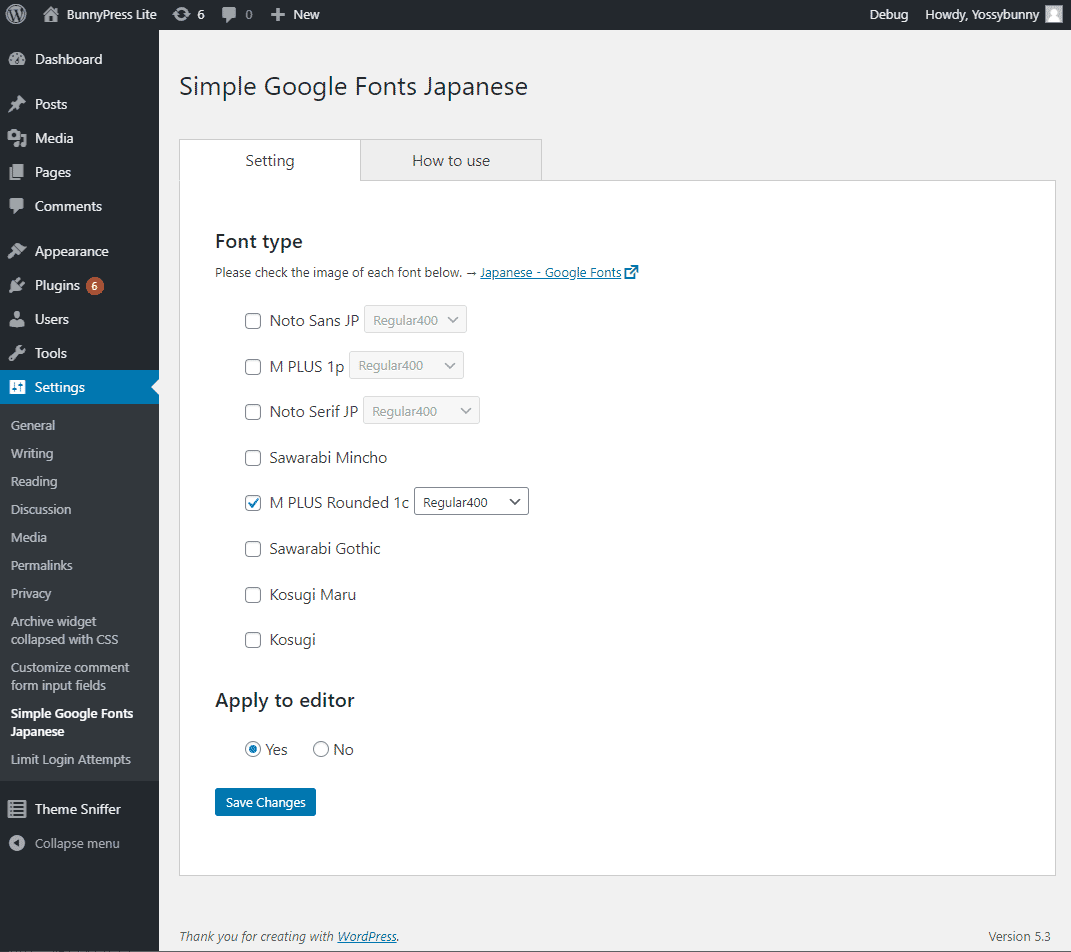 BunnyPress Lite 6 0 New Debug Howdy, Yossybunny
Dashboard
Posts
Media
Pages
Comments
Appearance
Plugins 6
Users
Tools
Settings
General
Writing
Reading
Discussion
Media
Permalinks
Privacy
Archive widget
collapsed with CSS
Customize comment
form input fields
Simple Google Fonts
Japanese
Limit Login Attempts
Theme Sniffer
Collapse menu
Simple Google Fonts Japanese
Setting How to use
Font type
Please check the image of each font below. → Japanese - Google Fonts
Noto Sans JP Regular400
M PLUS 1p Regular400
Noto Serif JP Regular400
Sawarabi Mincho
M PLUS Rounded 1c Regular400
Sawarabi Gothic
Kosugi Maru
Kosugi
Apply to editor
Yes No
Save Changes
Thank you for creating with WordPress. Version 5.3